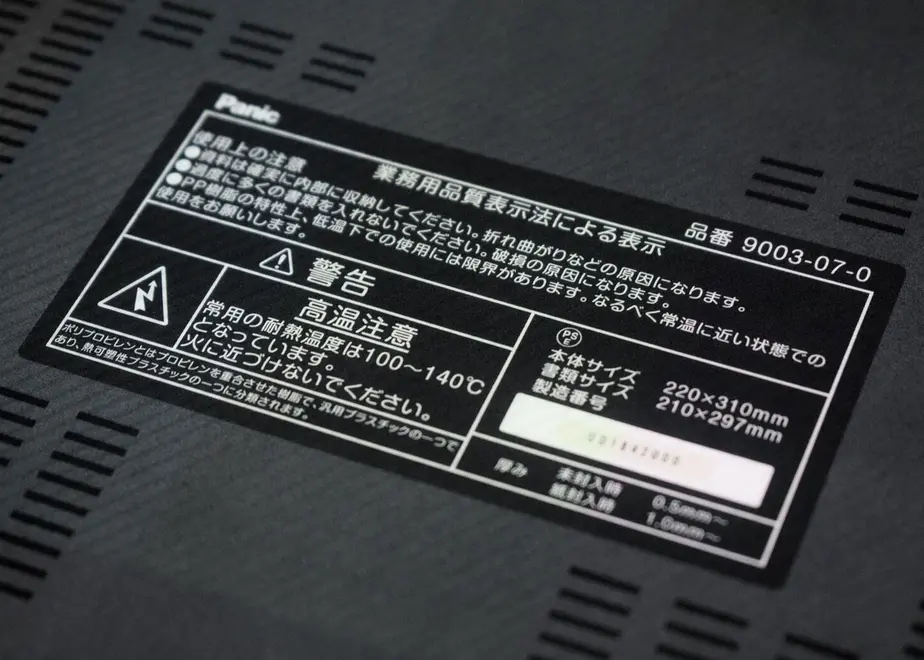 Panic
業務用品質表示法による表示
品番 9003-07-0
使用上の注意
●資料は確実に内部に収納してください。折れ曲がりなどの原因になります。
●過度に多くの書類を入れないでください。破損の原因になります。
●PP樹脂の特性上、低温下での使用には限界があります。なるべく常温に近い状態での
使用をお願いします。
警告
高温注意
常用の耐熱温度は100〜140℃
となっています。
火に近づけないでください。
ポリプロピレンとはプロピレンを重合させた樹脂で、汎用プラスチックの一つで
あり、熱可塑性プラスチックの一つに分類されます。
PS
E
本体サイズ 220×310mm
書類サイズ 210×297mm
製造番号
厚み 未封入時 0.5mm〜
紙封入時 1.0mm〜